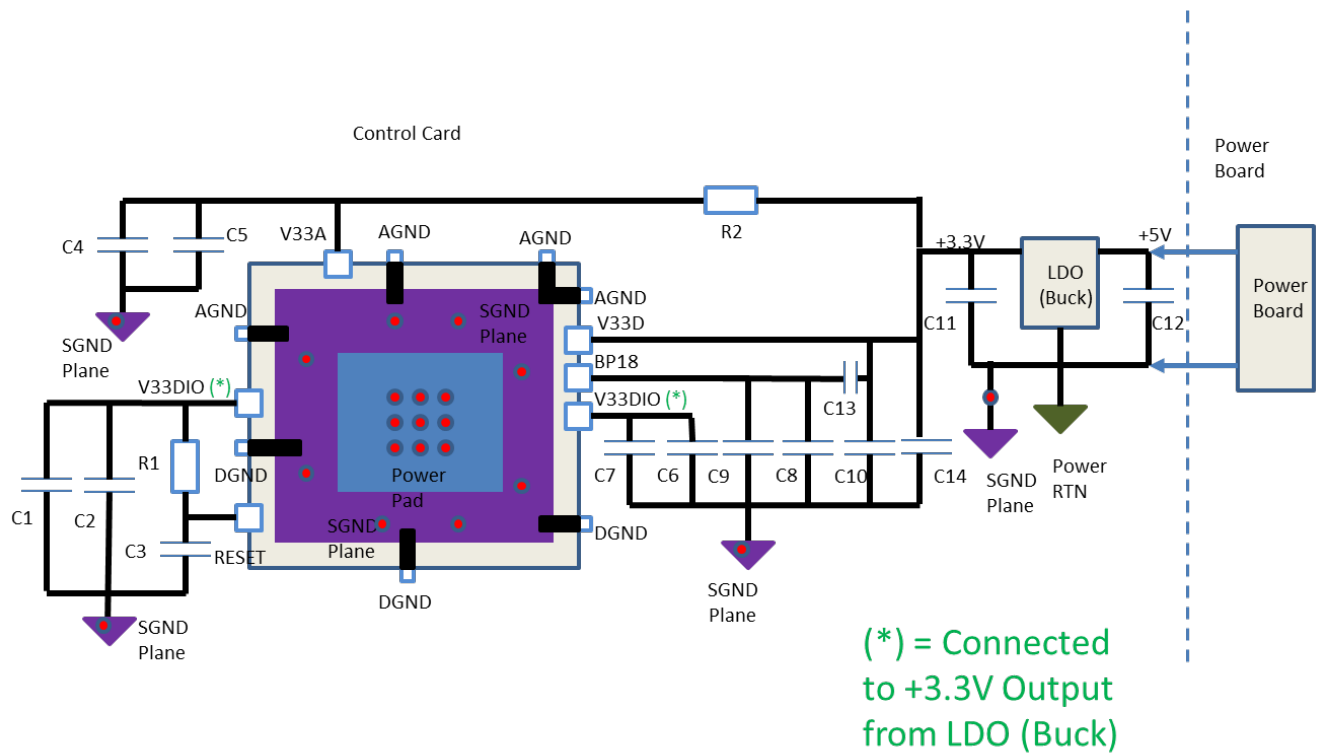 Control Card
Power
Board
C4
C5
V33A
AGND
AGND
R2
+3.3V
LDO
(Buck)
+5V
Power
Board
AGND
SGND
Plane
AGND
V33D
C11
C12
SGND
Plane
BP18
V33DIO (*)
V33DIO (*)
C13
R1
DGND
Power
Pad
C7
C6
C9
C8
C10
C14
SGND
Plane
Power
RTN
C1
C2
C3
RESET
SGND
Plane
DGND
DGND
SGND
Plane
SGND
Plane
(*) = Connected
to +3.3V Output
from LDO (Buck)